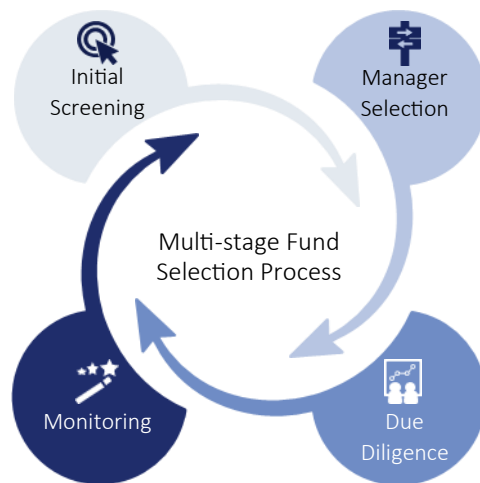 Initial
Screening
Manager
Selection
Multi-stage Fund
Selection Process
Monitoring
Due
Diligence